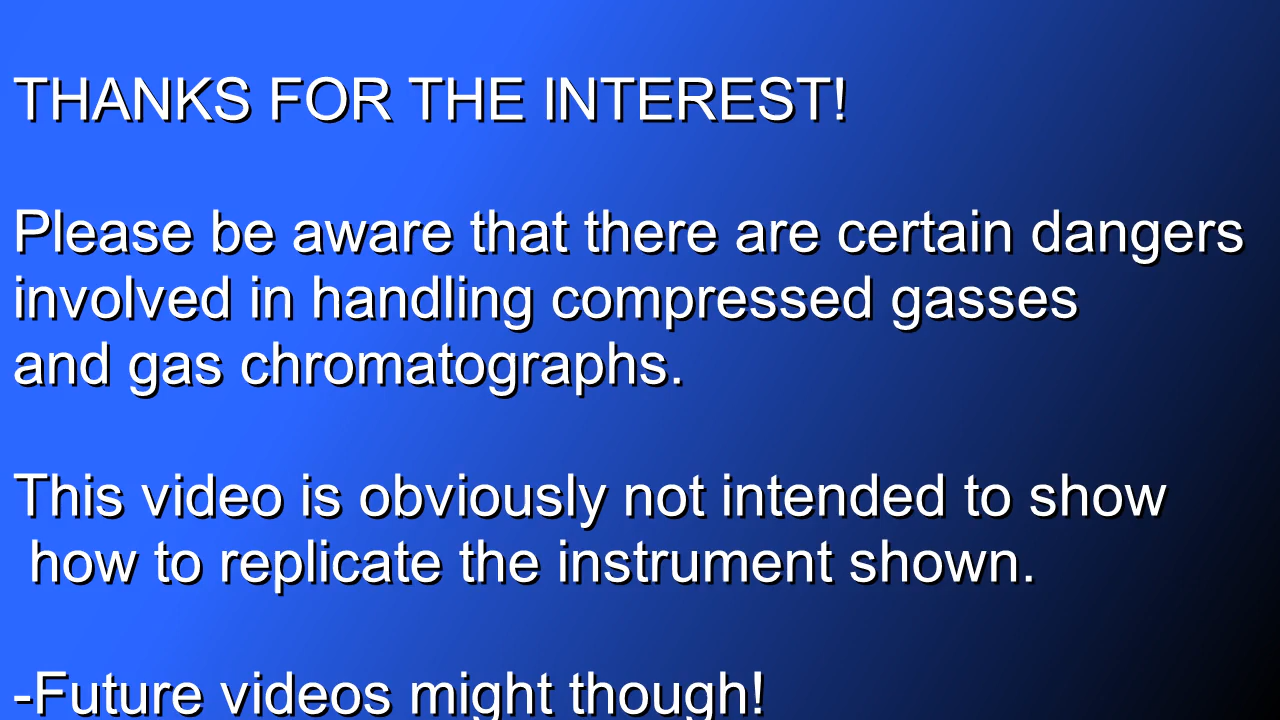 THANKS FOR THE INTEREST!
Please be aware that there are certain dangers
involved in handling compressed gasses
and gas chromatographs.
This video is obviously not intended to show
how to replicate the instrument shown.
-Future videos might though!